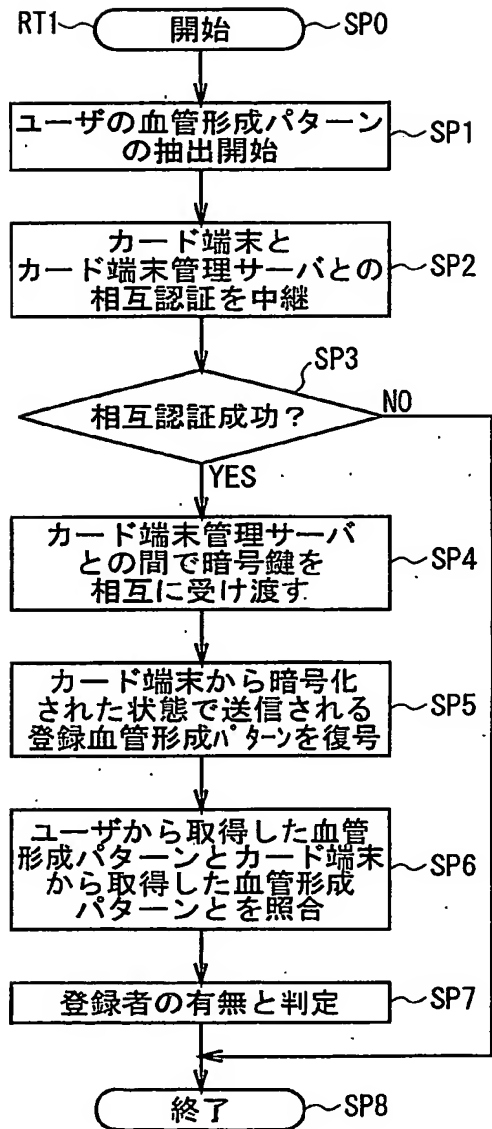 RT1 開始 SP0
ユーザの血管形成パターン
の抽出開始
SP1
カード端末と
カード端末管理サーバとの
相互認証を中継
SP2
SP3
相互認証成功?
NO
YES
カード端末管理サーバ
との間で暗号鍵を
相互に受け渡す
SP4
カード端末から暗号化
された状態で送信される
登録血管形成パターンを復号
SP5
ユーザから取得した血管
形成パターンとカード端末
から取得した血管形成
パターンとを照合
SP6
登録者の有無と判定
SP7
終了
SP8